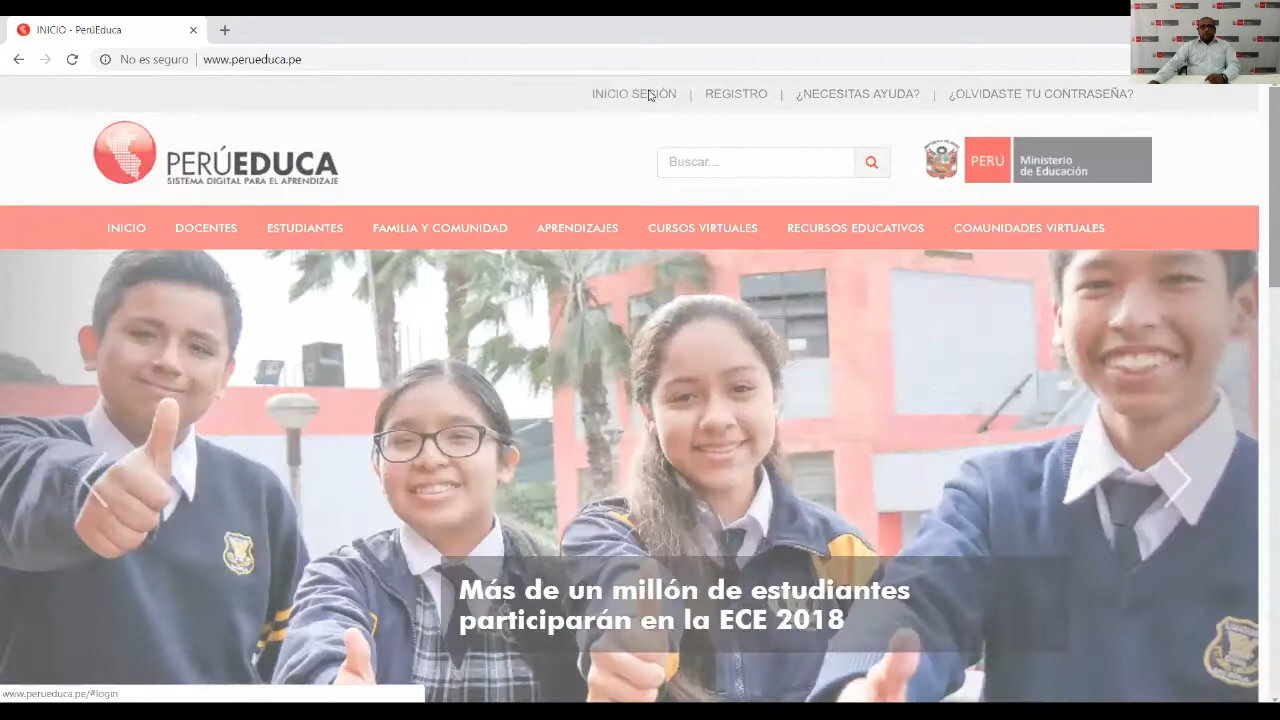 INICIO - PerúEduca
No es seguro | www.perueduca.pe
INICIO SESIÓN | REGISTRO | ¿NECESITAS AYUDA? | ¿OLVIDASTE TU CONTRASEÑA?
PERÚEDUCA
SISTEMA DIGITAL PARA EL APRENDIZAJE
Buscar...
PERÚ
Ministerio
de Educación
INICIO DOCENTES ESTUDIANTES FAMILIA Y COMUNIDAD APRENDIZAJES CURSOS VIRTUALES RECURSOS EDUCATIVOS COMUNIDADES VIRTUALES
Más de un millón de estudiantes
participarán en la ECE 2018
www.perueduca.pe/#login